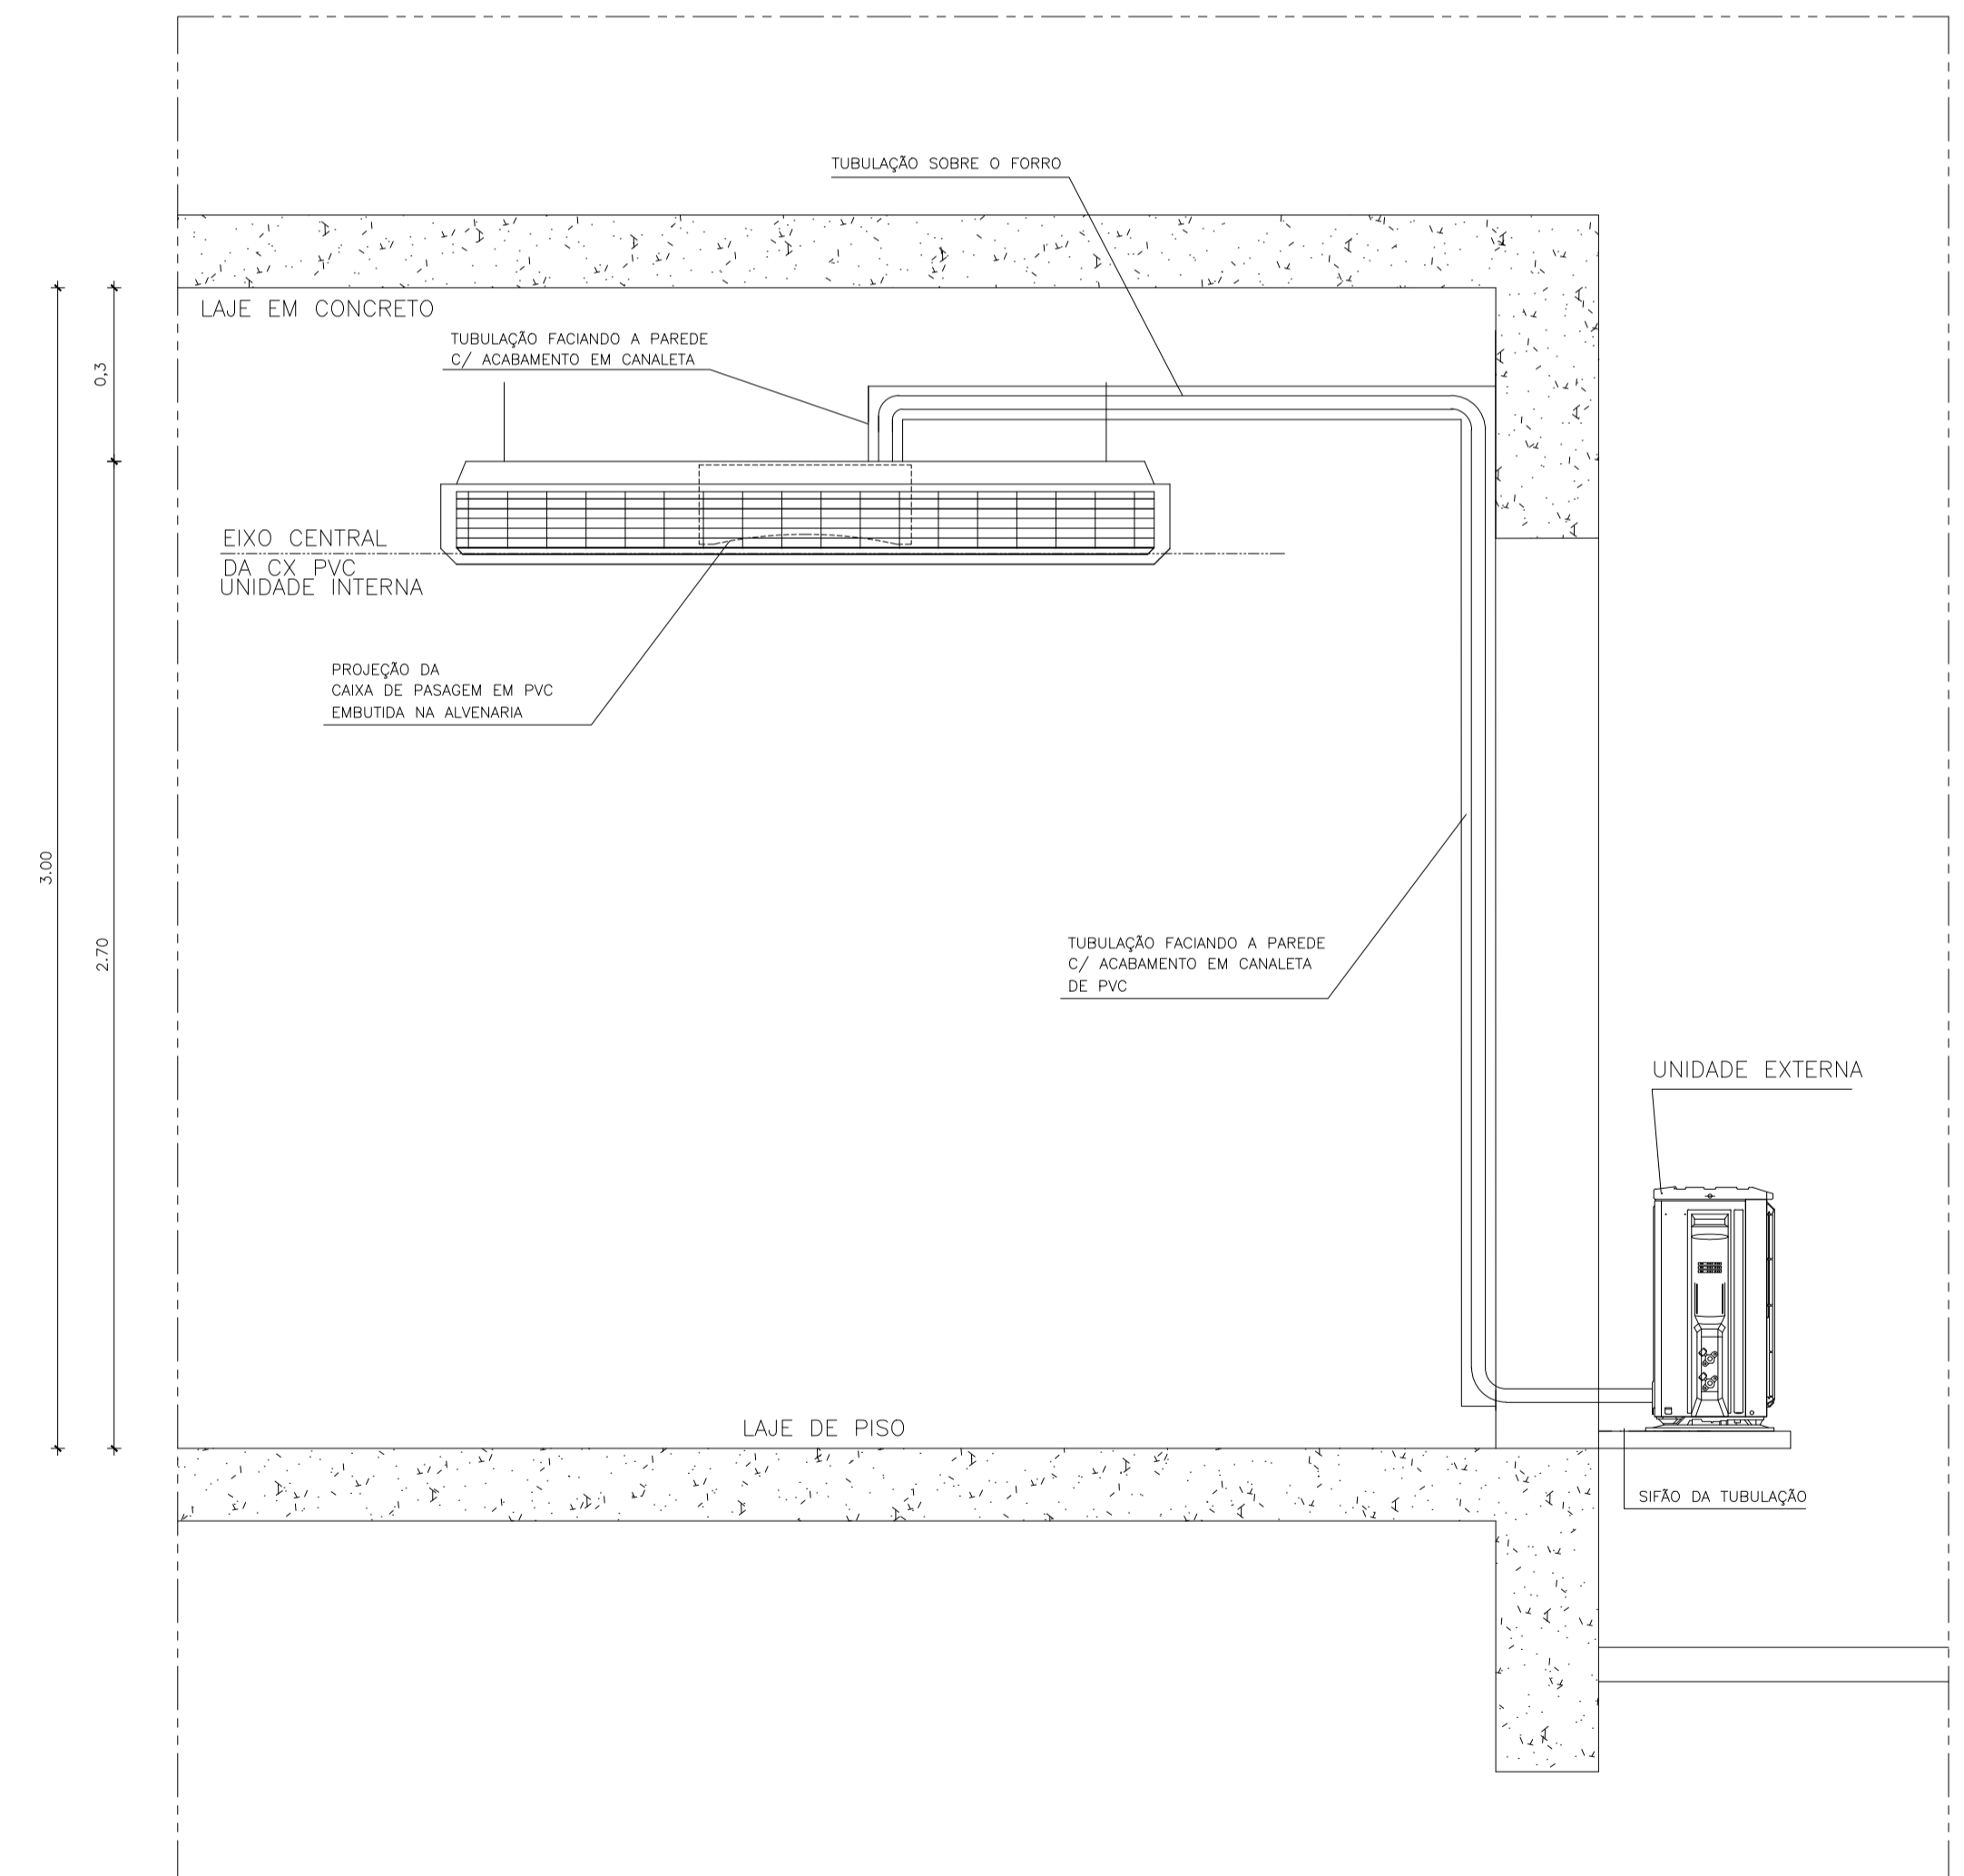 TUBULAÇÃO SOBRE O FORRO
LAJE EM CONCRETO
TUBULAÇÃO FACIANDO A PAREDE
C/ ACABAMENTO EM CANALETA
0,3
EIXO CENTRAL
DA CX PVC
UNIDADE INTERNA
PROJEÇÃO DA
CAIXA DE PASAGEM EM PVC
EMBUTIDA NA ALVENARIA
3.00
2.70
TUBULAÇÃO FACIANDO A PAREDE
C/ ACABAMENTO EM CANALETA
DE PVC
UNIDADE EXTERNA
LAJE DE PISO
SIFÃO DA TUBULAÇÃO